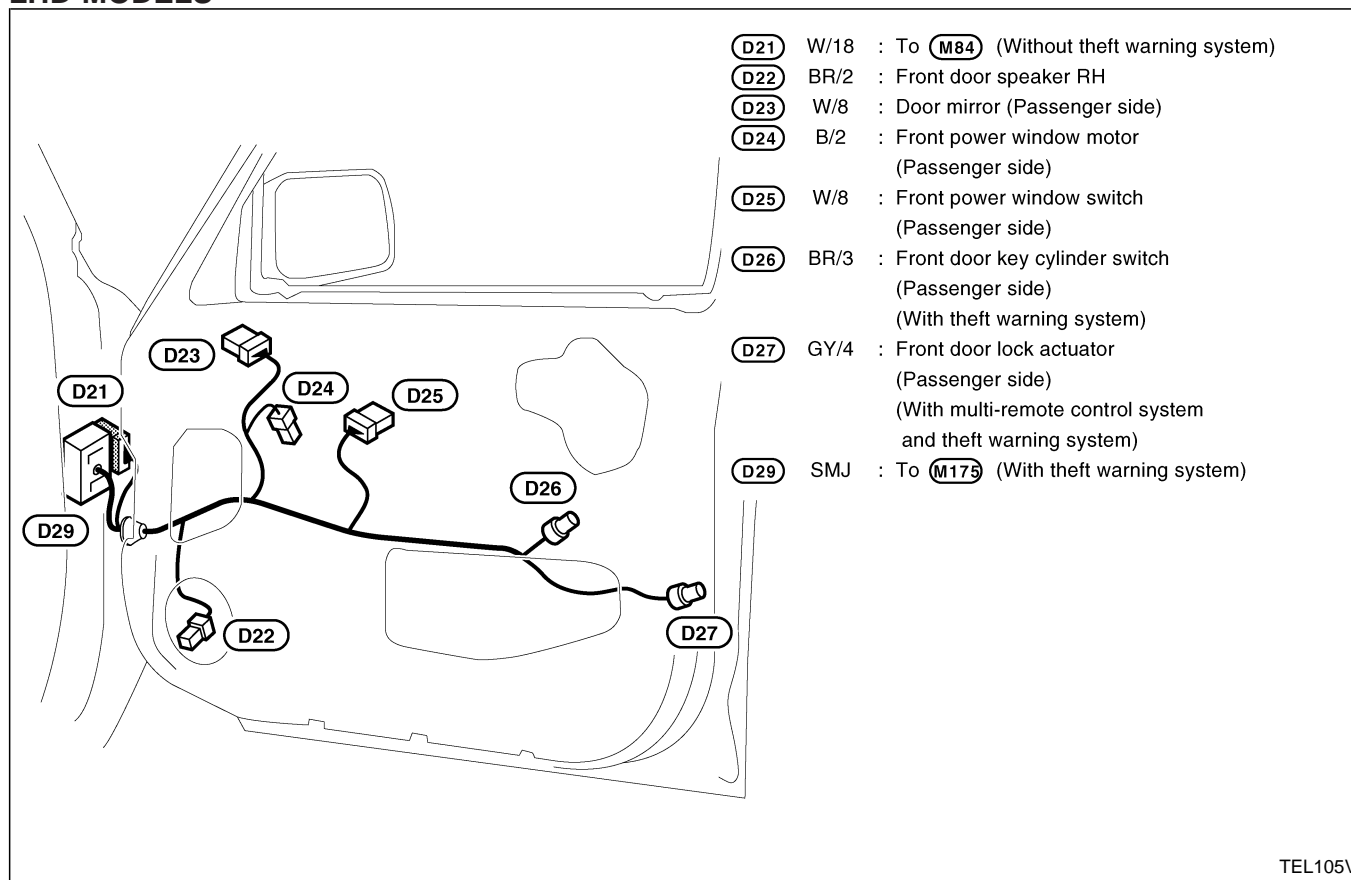 LHD MODELS
D21 W/18 : To M84 (Without theft warning system)
D22 BR/2 : Front door speaker RH
D23 W/8 : Door mirror (Passenger side)
D24 B/2 : Front power window motor
(Passenger side)
D25 W/8 : Front power window switch
(Passenger side)
D26 BR/3 : Front door key cylinder switch
(Passenger side)
(With theft warning system)
D27 GY/4 : Front door lock actuator
(Passenger side)
(With multi-remote control system
and theft warning system)
D29 SMJ : To M175 (With theft warning system)
D23
D21
D24
D25
D26
D29
D22
D27
TEL105V